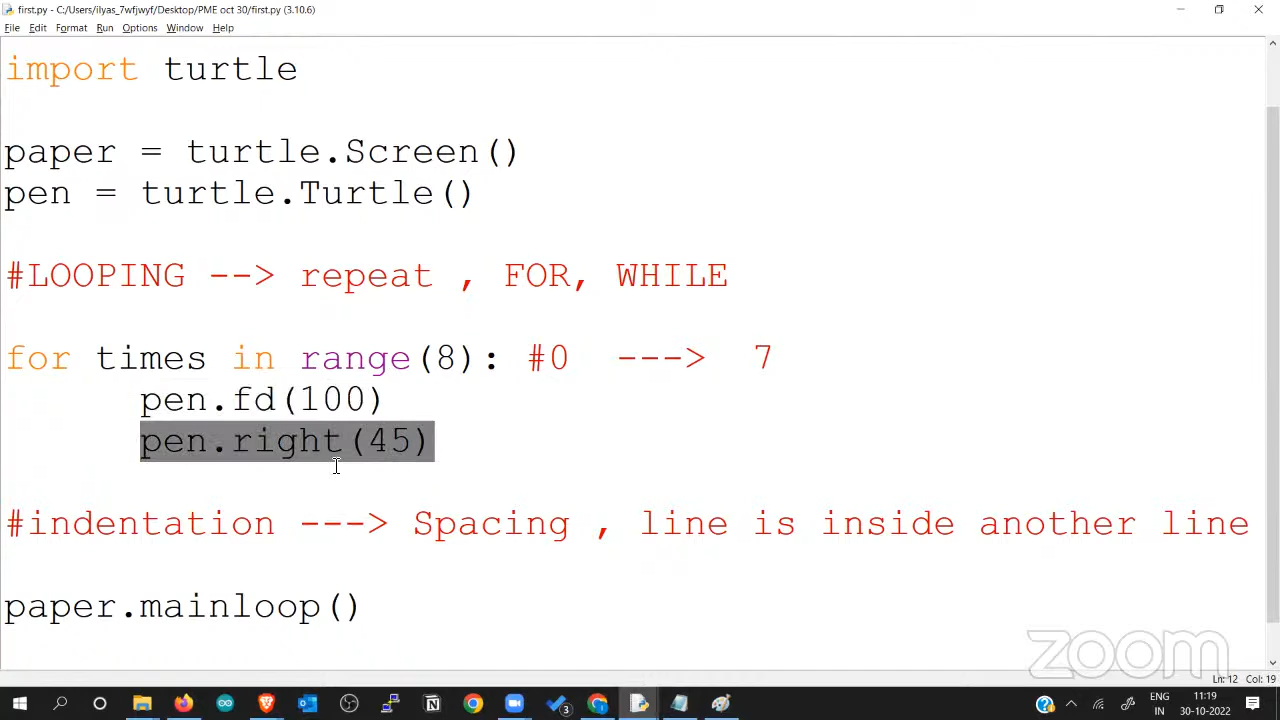 first.py - C:/Users/ilyas_7wfjwyf/Desktop/PME oct 30/first.py (3.10.6)
File Edit Format Run Options Window Help
import turtle
paper = turtle.Screen()
pen = turtle.Turtle()
#LOOPING --> repeat , FOR, WHILE
for times in range(8): #0 ---> 7
pen.fd(100)
pen.right(45)
#indentation ---> Spacing , line is inside another line
paper.mainloop()
zoom
Ln: 12 Col: 19
3
ENG
IN
11:19
30-10-2022